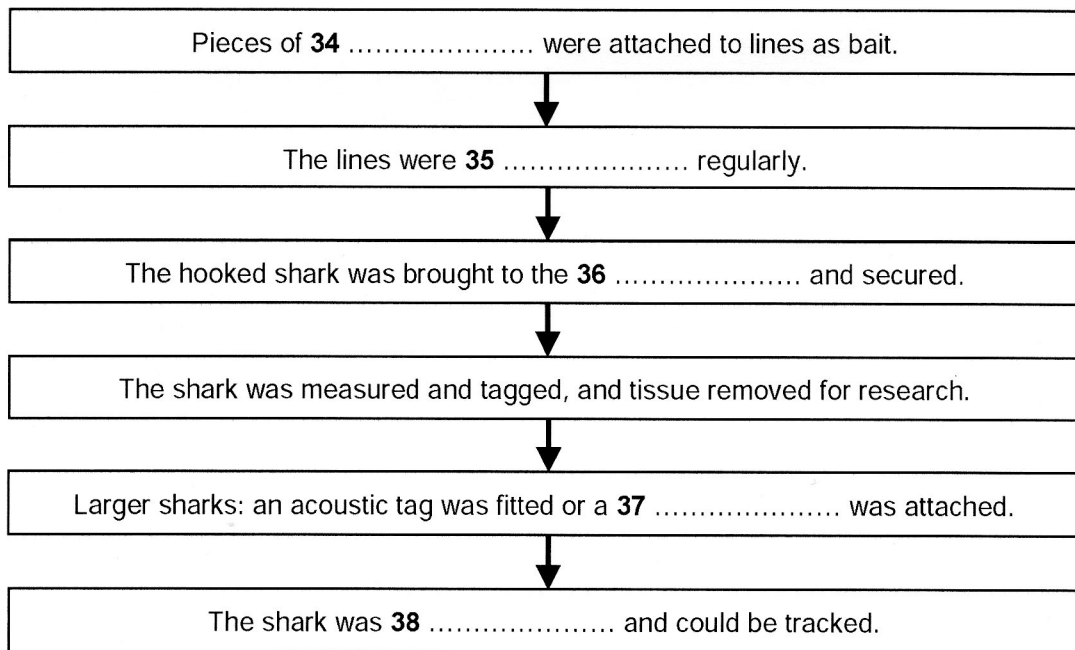 Pieces of 34 ..................... were attached to lines as bait.
The lines were 35 ..................... regularly.
The hooked shark was brought to the 36 ..................... and secured.
The shark was measured and tagged, and tissue removed for research.
Larger sharks: an acoustic tag was fitted or a 37 ..................... was attached.
The shark was 38 ..................... and could be tracked.